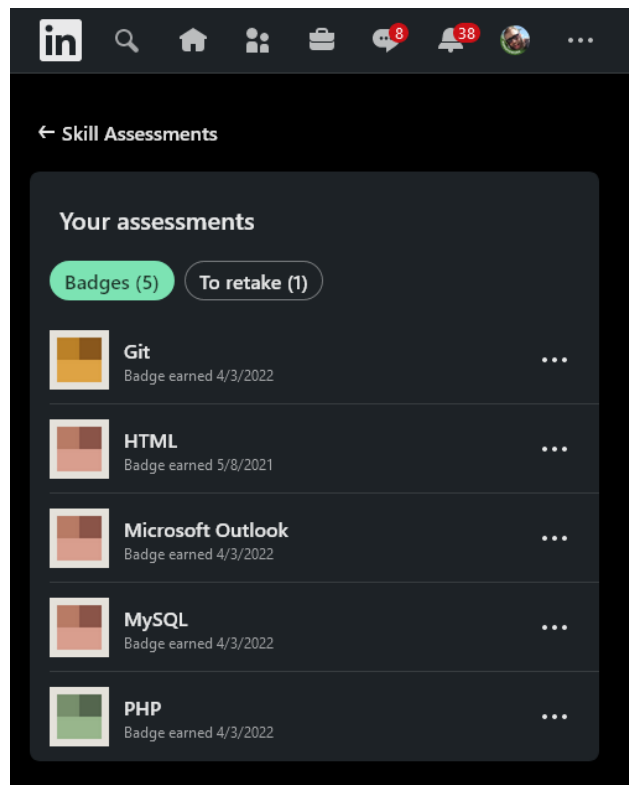 in
8
38
← Skill Assessments
Your assessments
Badges (5) To retake (1)
Git
Badge earned 4/3/2022
HTML
Badge earned 5/8/2021
Microsoft Outlook
Badge earned 4/3/2022
MySQL
Badge earned 4/3/2022
PHP
Badge earned 4/3/2022